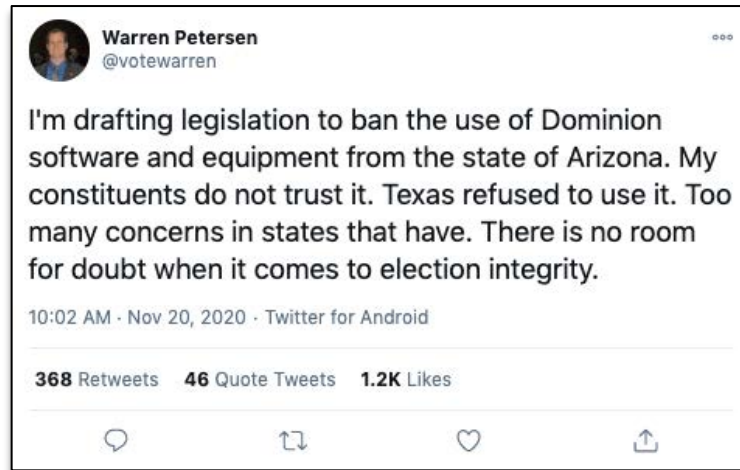 Warren Petersen
@votewarren
I'm drafting legislation to ban the use of Dominion
software and equipment from the state of Arizona. My
constituents do not trust it. Texas refused to use it. Too
many concerns in states that have. There is no room
for doubt when it comes to election integrity.
10:02 AM · Nov 20, 2020 · Twitter for Android
368 Retweets 46 Quote Tweets 1.2K Likes